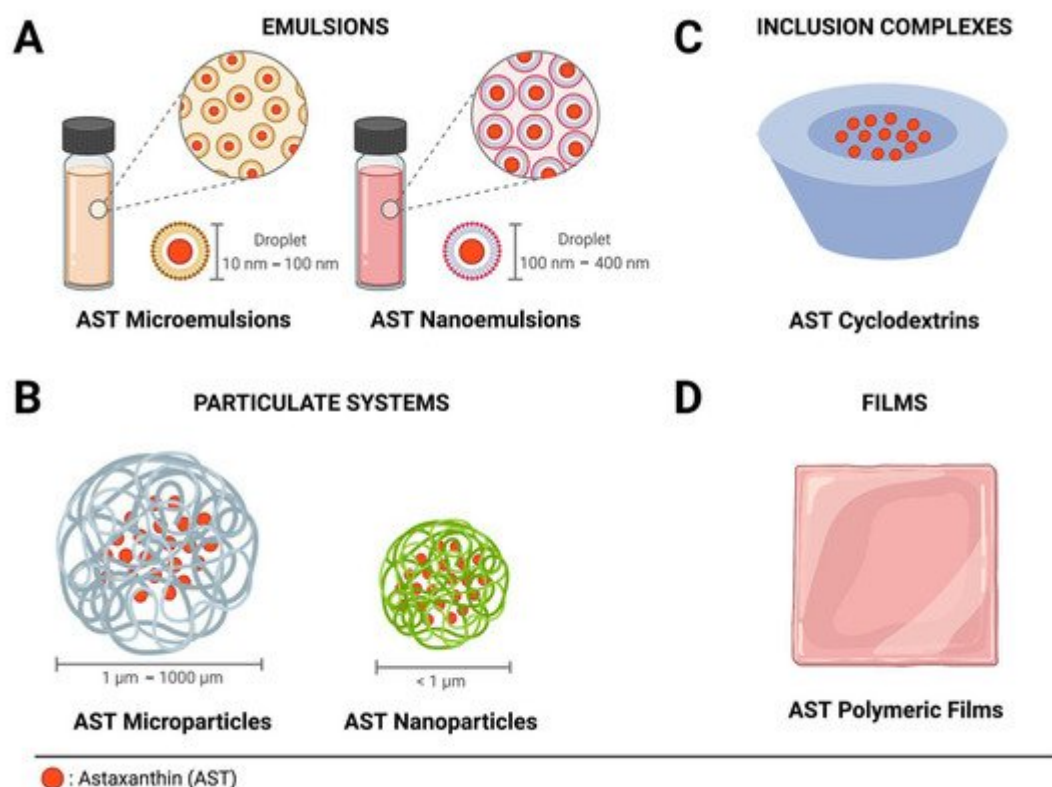 A
EMULSIONS
Droplet
10 nm – 100 nm
Droplet
100 nm – 400 nm
AST Microemulsions
AST Nanoemulsions
C
INCLUSION COMPLEXES
AST Cyclodextrins
B
PARTICULATE SYSTEMS
1 µm – 1000 µm
< 1 µm
AST Microparticles
AST Nanoparticles
D
FILMS
AST Polymeric Films
: Astaxanthin (AST)